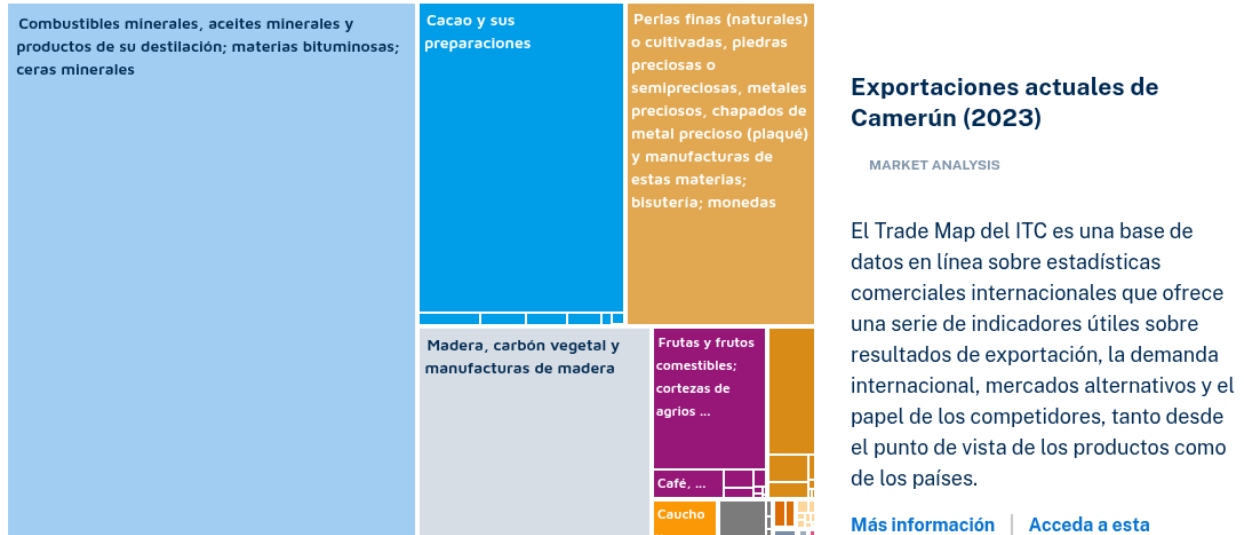 Combustibles minerales, aceites minerales y
productos de su destilación; materias bituminosas;
ceras minerales
Cacao y sus
preparaciones
Perlas finas (naturales)
o cultivadas, piedras
preciosas o
semipreciosas, metales
preciosos, chapados de
metal precioso (plaqué)
y manufacturas de
estas materias;
bisutería; monedas
Madera, carbón vegetal y
manufacturas de madera
Frutas y frutos
comestibles;
cortezas de
agrios ...
Café, ...
Caucho
Exportaciones actuales de
Camerún (2023)
MARKET ANALYSIS
El Trade Map del ITC es una base de
datos en línea sobre estadísticas
comerciales internacionales que ofrece
una serie de indicadores útiles sobre
resultados de exportación, la demanda
internacional, mercados alternativos y el
papel de los competidores, tanto desde
el punto de vista de los productos como
de los países.
Más información | Acceda a esta